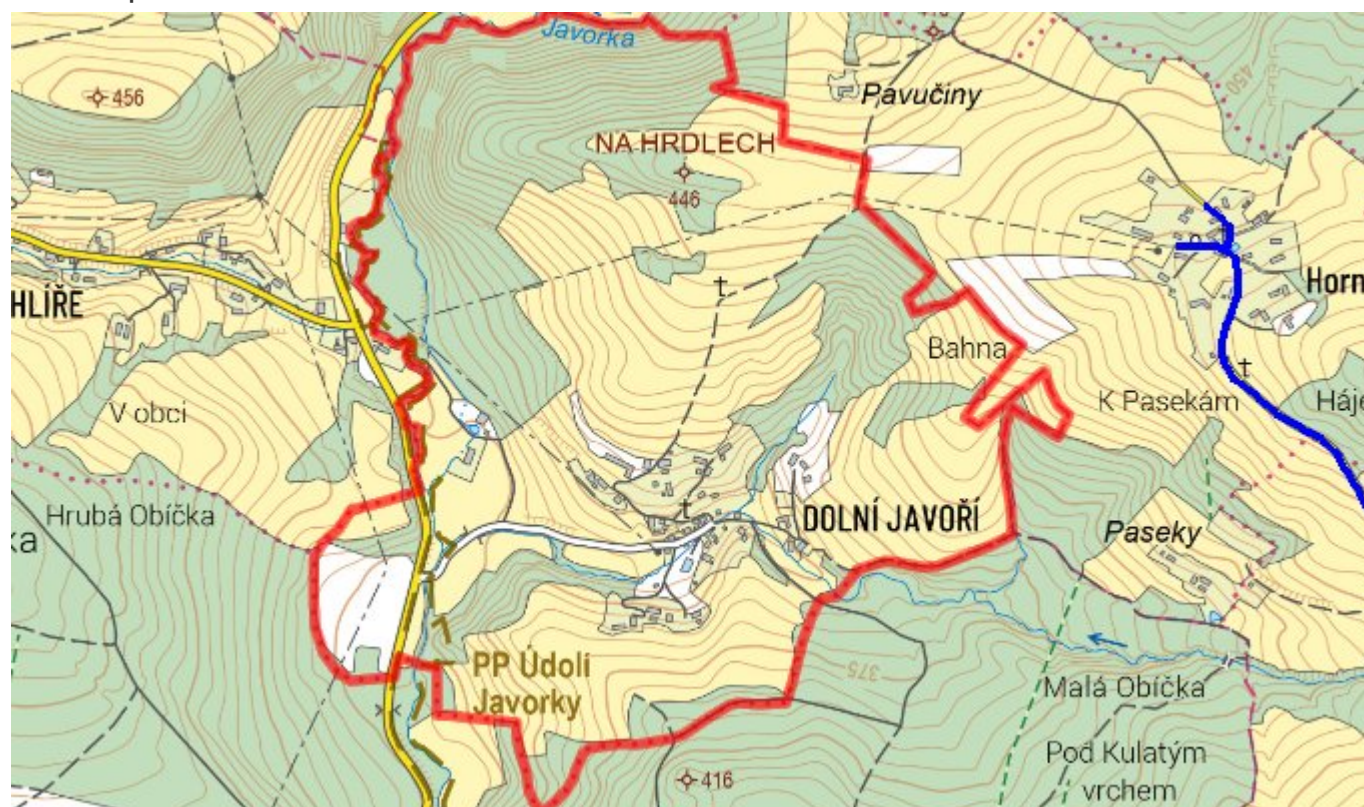 Javorka
456
Pavučiny
NA HRDLECH
446
450
HLÍŘE
Horn
Bahna
V obci
K Pasekám
Háje
Hrubá Obíčka
ka
DOLNÍ JAVOŘÍ
Paseky
PP Údolí
Javorky
375
Malá Obíčka
Pod Kulatým
vrchem
416